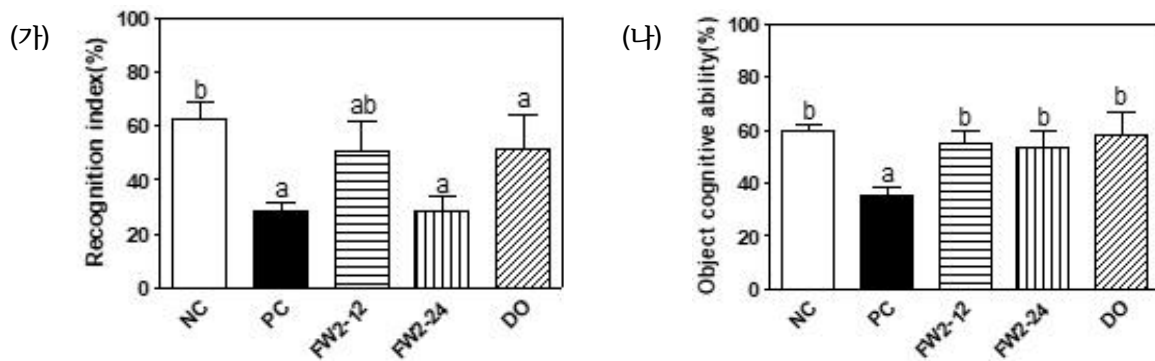 (가)
Recognition index(%)
100
80
60
40
20
0
b
a
ab
a
a
NC
PC
FW2-12
FW2-24
DO
(나)
Object cognitive ability(%)
100
80
60
40
20
0
b
a
b
b
b
NC
PC
FW2-12
FW2-24
DO